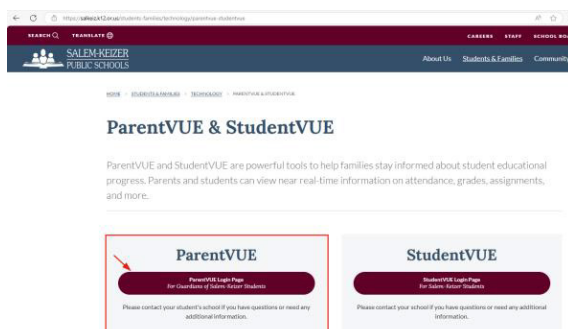 https://salkeiz.k12.or.us/students-families/technology/parentvue-studentvue
SEARCH TRANSLATE CAREERS STAFF SCHOOL BOA
SALEM-KEIZER
PUBLIC SCHOOLS
About Us Students & Families Community
HOME > STUDENTS & FAMILIES > TECHNOLOGY > PARENTVUE & STUDENTVUE
ParentVUE & StudentVUE
ParentVUE and StudentVUE are powerful tools to help families stay informed about student educational
progress. Parents and students can view near real-time information on attendance, grades, assignments,
and more.
ParentVUE
ParentVUE Login Page
For Guardians of Salem-Keizer Students
Please contact your student's school if you have questions or need any
additional information.
StudentVUE
StudentVUE Login Page
For Salem-Keizer Students
Please contact your school if you have questions or need any additional
information.